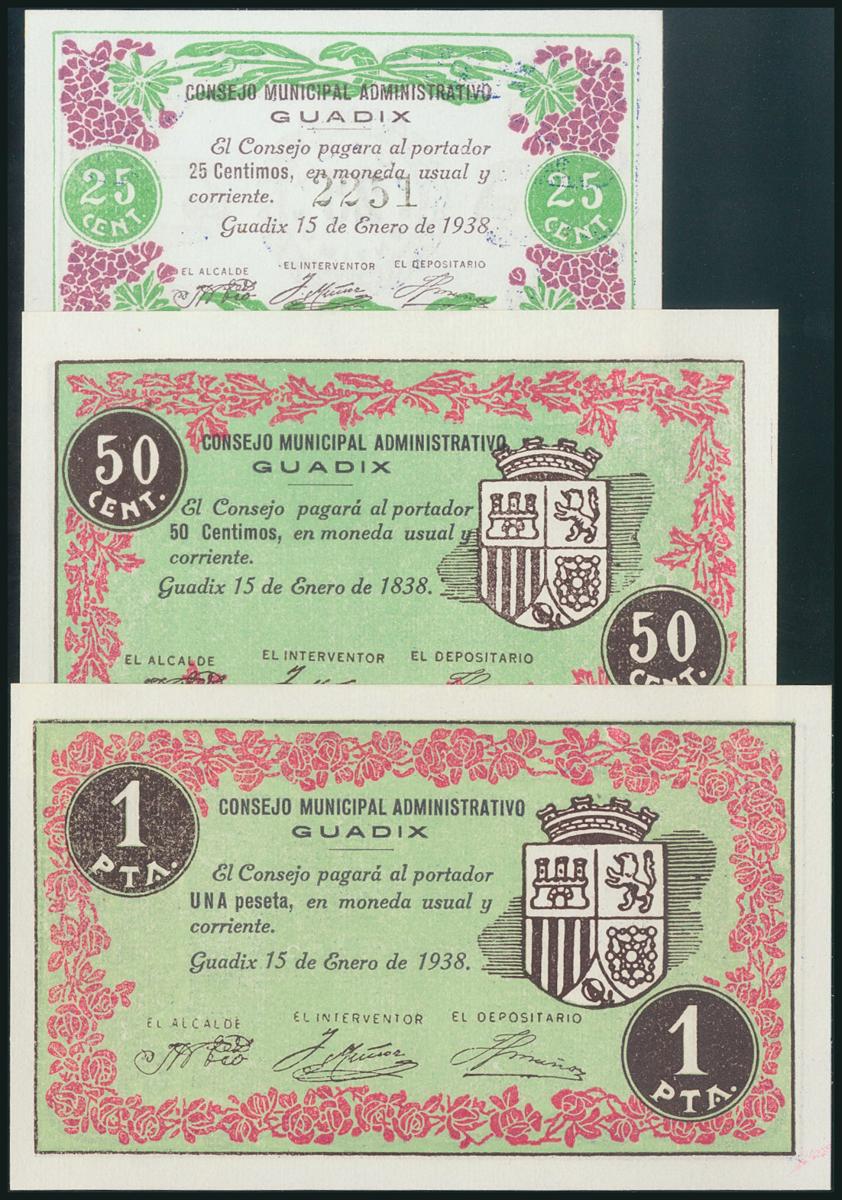 CONSEJO MUNICIPAL ADMINISTRATIVO
GUADIX
El Consejo pagara al portador
25 Centimos, en moneda usual y
corriente. 2251
Guadix 15 de Enero de 1938.
25 CENT.
25 CENT.
EL ALCALDE EL INTERVENTOR EL DEPOSITARIO
J. Muñoz
50 CENT.
CONSEJO MUNICIPAL ADMINISTRATIVO
GUADIX
El Consejo pagará al portador
50 Centimos, en moneda usual y
corriente.
Guadix 15 de Enero de 1838.
50 CENT.
EL ALCALDE EL INTERVENTOR EL DEPOSITARIO
1 PTA.
CONSEJO MUNICIPAL ADMINISTRATIVO
GUADIX
El Consejo pagará al portador
UNA peseta, en moneda usual y
corriente.
Guadix 15 de Enero de 1938.
EL ALCALDE EL INTERVENTOR EL DEPOSITARIO
J. Muñoz
1 PTA.